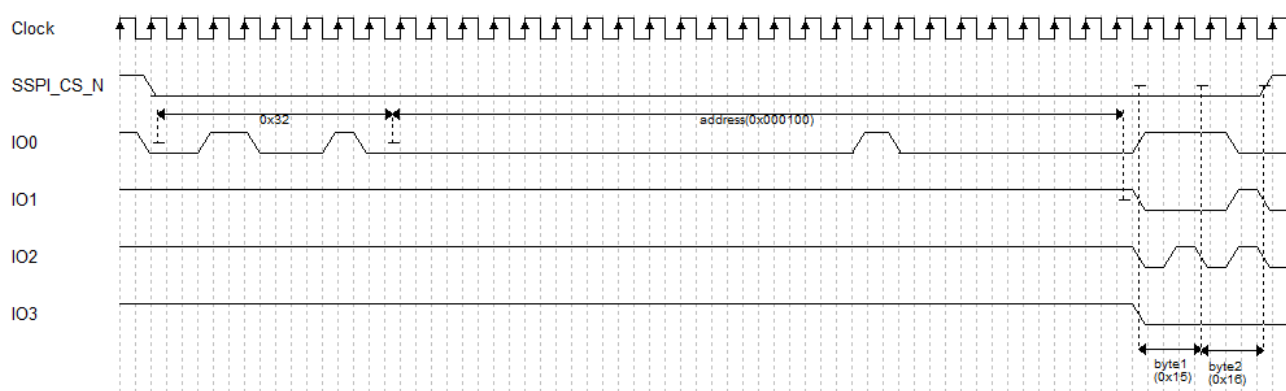 Clock
SSPI_CS_N
0x32
address(0x000100)
IO0
IO1
IO2
IO3
byte1
(0x15)
byte2
(0x16)